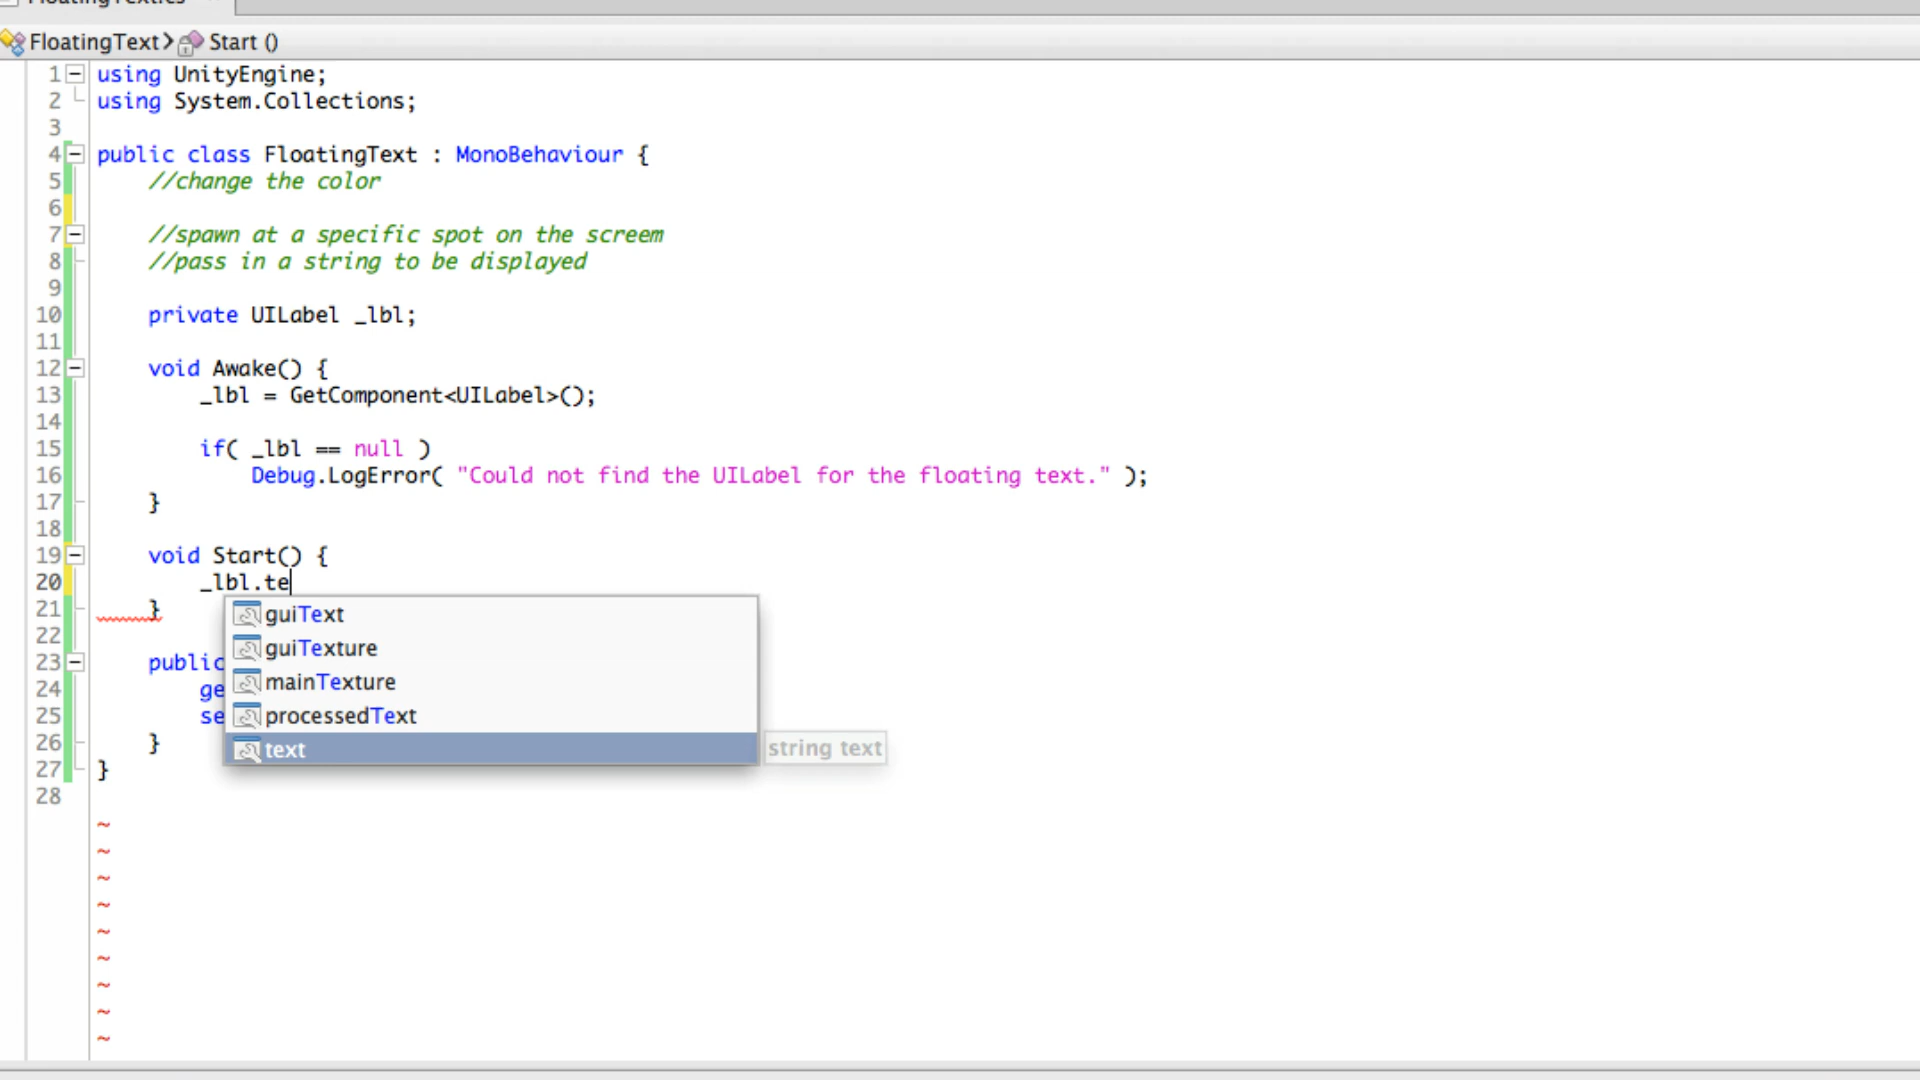 FloatingText.cs
FloatingText > Start ()
1 using UnityEngine;
2 using System.Collections;
3
4 public class FloatingText : MonoBehaviour {
5 //change the color
6
7 //spawn at a specific spot on the screem
8 //pass in a string to be displayed
9
10 private UILabel _lbl;
11
12 void Awake() {
13 _lbl = GetComponent<UILabel>();
14
15 if( _lbl == null )
16 Debug.LogError( "Could not find the UILabel for the floating text." );
17 }
18
19 void Start() {
20 _lbl.te
21 }
22
23 public
24 ge
25 se
26 }
27 }
28
guiText
guiTexture
mainTexture
processedText
text string text
~
~
~
~
~
~
~
~
~